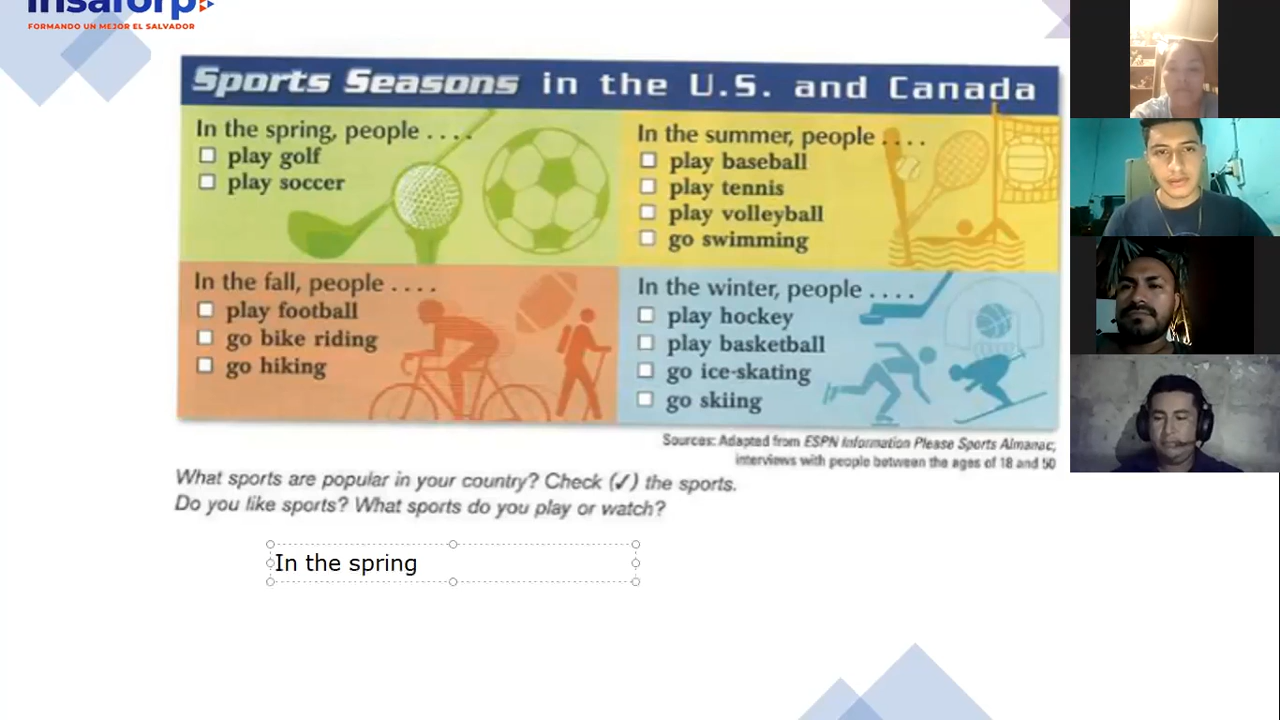 insaforp
FORMANDO UN MEJOR EL SALVADOR
Sports Seasons in the U.S. and Canada
In the spring, people . . . .
play golf
play soccer
In the summer, people . . . .
play baseball
play tennis
play volleyball
go swimming
In the fall, people . . . .
play football
go bike riding
go hiking
In the winter, people . . . .
play hockey
play basketball
go ice-skating
go skiing
Sources: Adapted from ESPN Information Please Sports Almanac;
interviews with people between the ages of 18 and 50
What sports are popular in your country? Check (✓) the sports.
Do you like sports? What sports do you play or watch?
In the spring